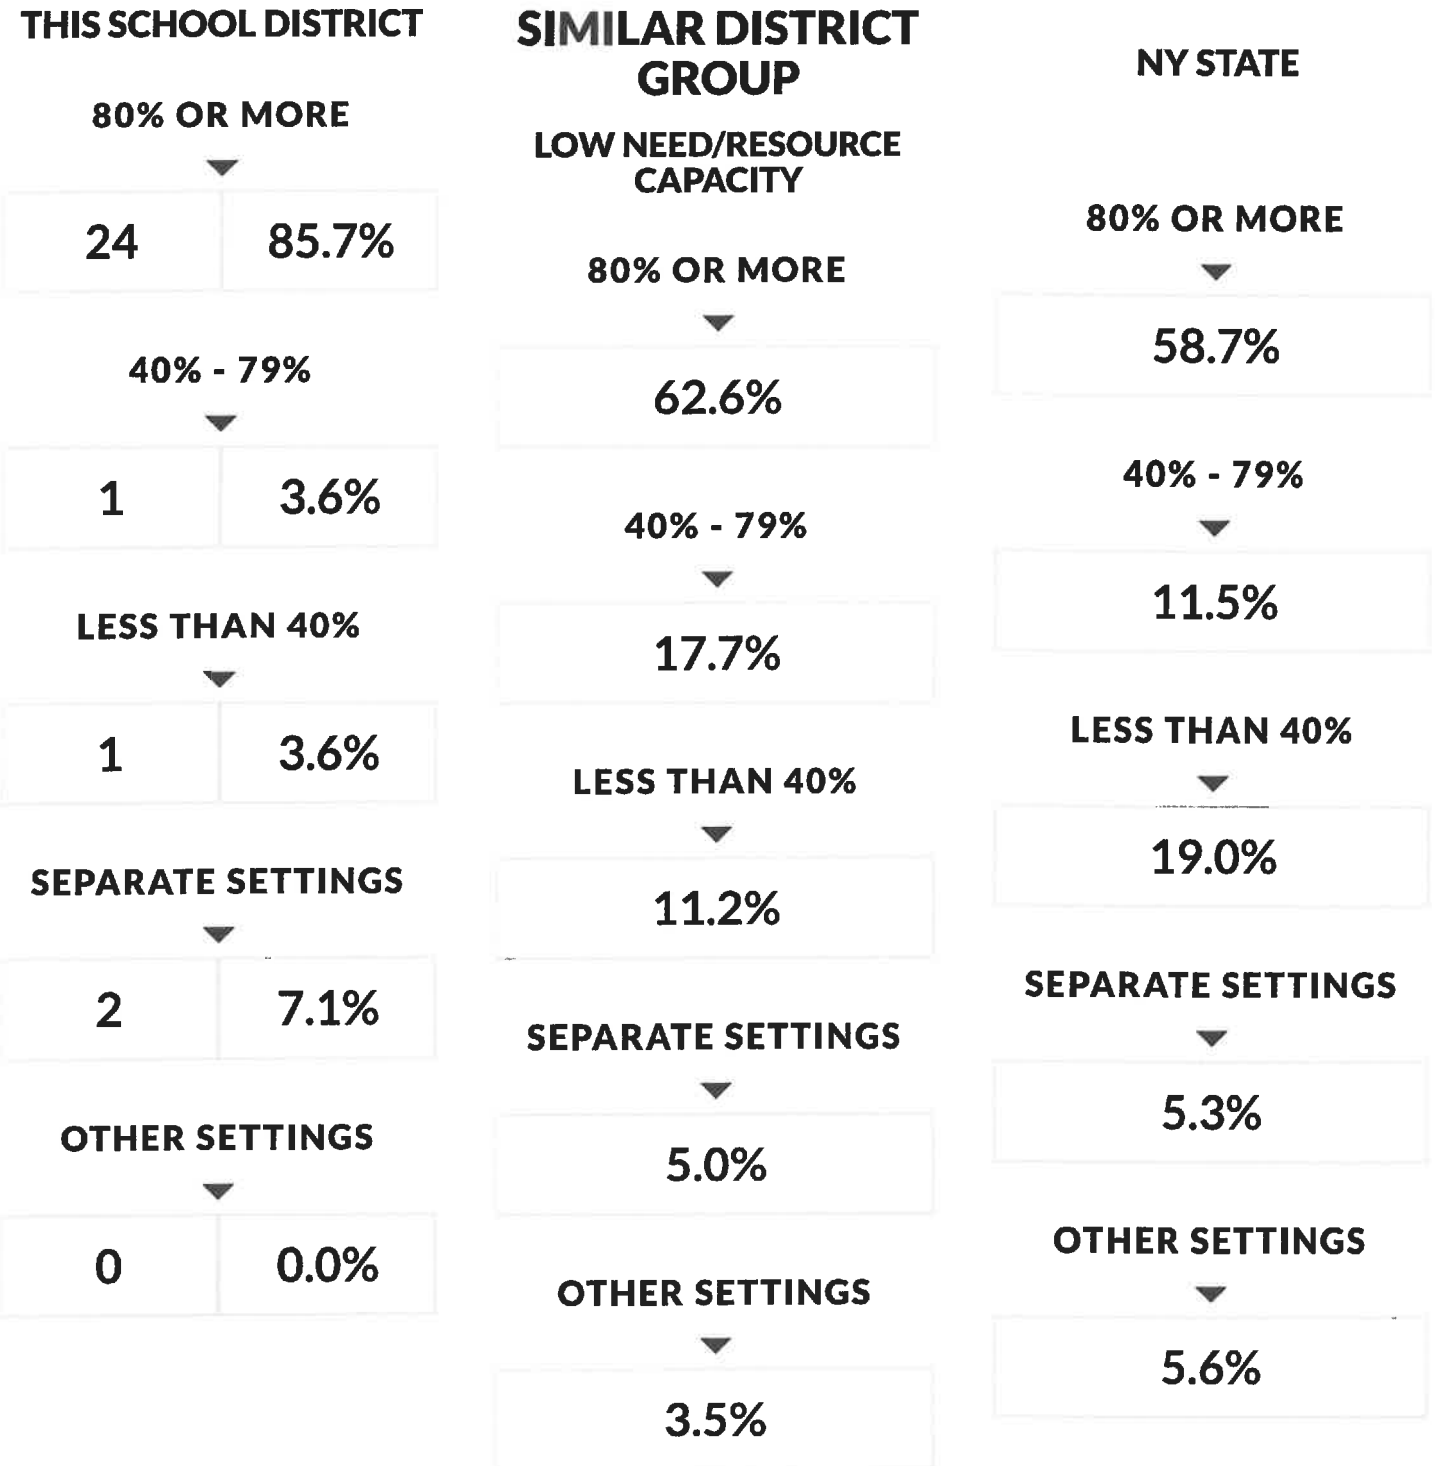 THIS SCHOOL DISTRICT
80% OR MORE
24 85.7%
40% - 79%
1 3.6%
LESS THAN 40%
1 3.6%
SEPARATE SETTINGS
2 7.1%
OTHER SETTINGS
0 0.0%
SIMILAR DISTRICT
GROUP
LOW NEED/RESOURCE
CAPACITY
80% OR MORE
62.6%
40% - 79%
17.7%
LESS THAN 40%
11.2%
SEPARATE SETTINGS
5.0%
OTHER SETTINGS
3.5%
NY STATE
80% OR MORE
58.7%
40% - 79%
11.5%
LESS THAN 40%
19.0%
SEPARATE SETTINGS
5.3%
OTHER SETTINGS
5.6%